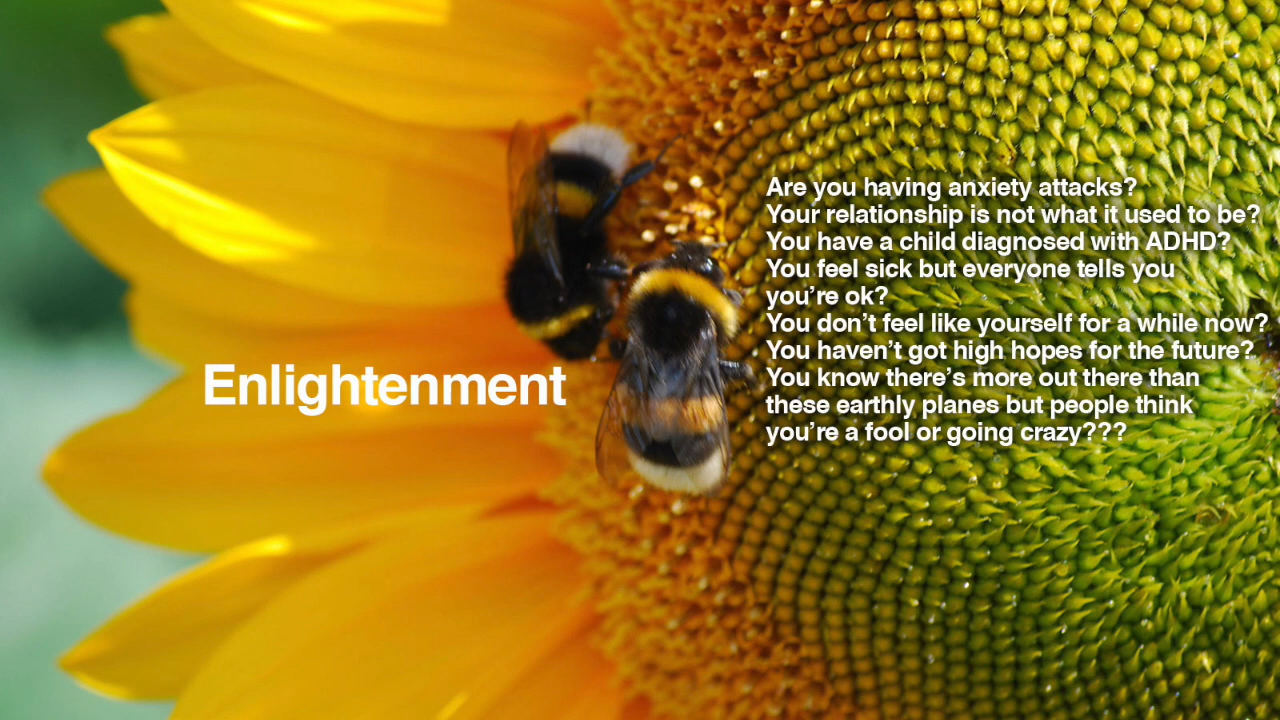 Enlightenment
Are you having anxiety attacks?
Your relationship is not what it used to be?
You have a child diagnosed with ADHD?
You feel sick but everyone tells you
you’re ok?
You don’t feel like yourself for a while now?
You haven’t got high hopes for the future?
You know there’s more out there than
these earthly planes but people think
you’re a fool or going crazy???